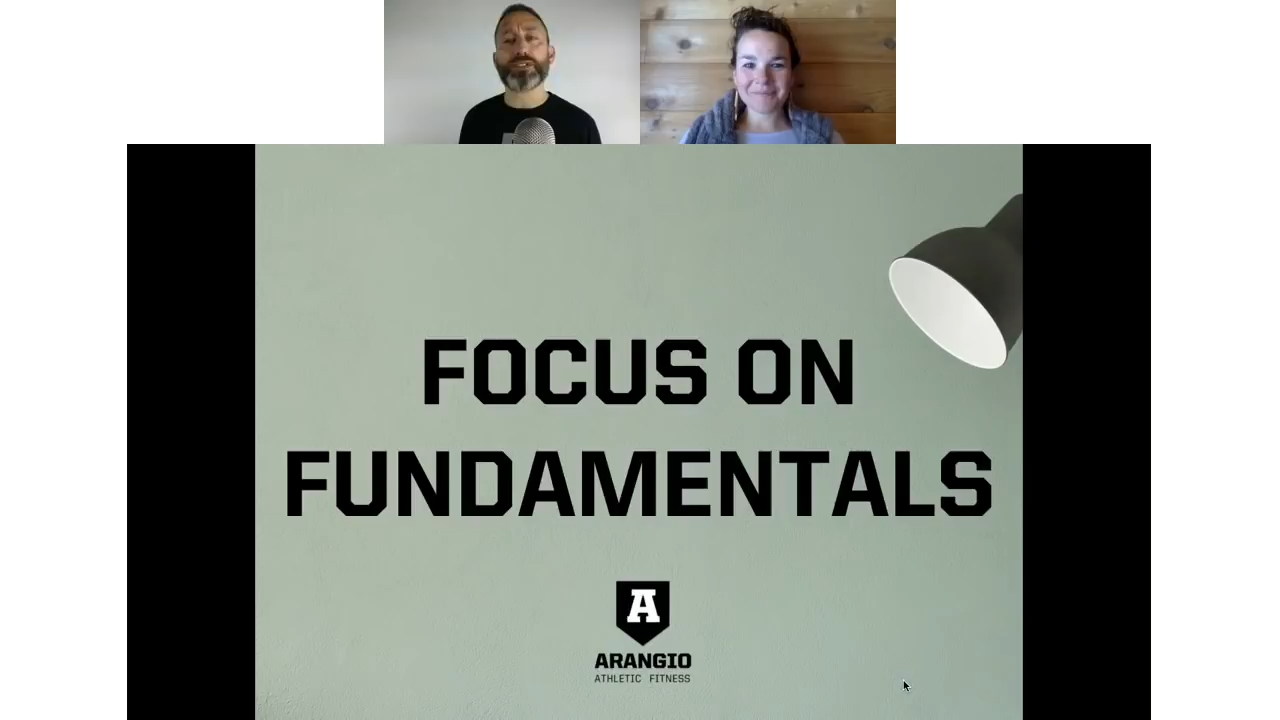 FOCUS ON
FUNDAMENTALS
A
ARANGIO
ATHLETIC FITNESS